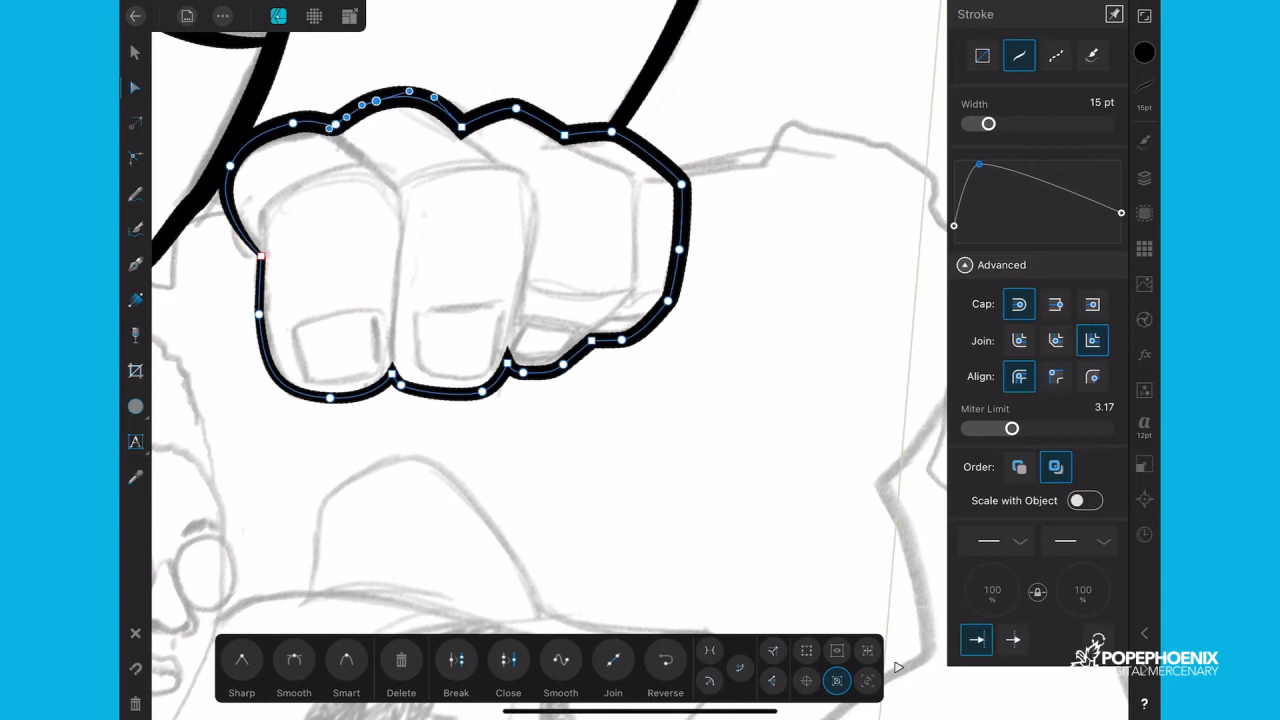 Stroke
Width
15 pt
15pt
Advanced
Cap:
Join:
Align:
Miter Limit
3.17
a
12pt
fx
Order:
Scale with Object
100
%
100
%
A
Sharp
Smooth
Smart
Delete
Break
Close
Smooth
Join
Reverse
POPEPHOENIX
DIGITAL MERCENARY
?